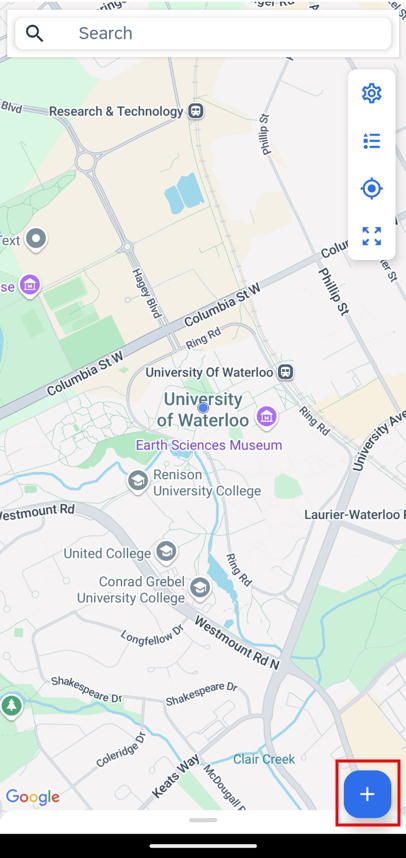 Search
Research & Technology
Phillip St
Blvd
Text
Hagey Blvd
Columbia St W
Phillip St
Ring Rd
Columbia St W
University Of Waterloo
University
of Waterloo
Ring Rd
University Ave
Earth Sciences Museum
Renison
University College
Westmount Rd
Laurier-Waterloo
United College
Ring Rd
Conrad Grebel
University College
Longfellow Dr
Westmount Rd N
Shakespeare Dr
Shakespeare Dr
Coleridge Dr
Clear Creek
Keats Way
McDougall
Google